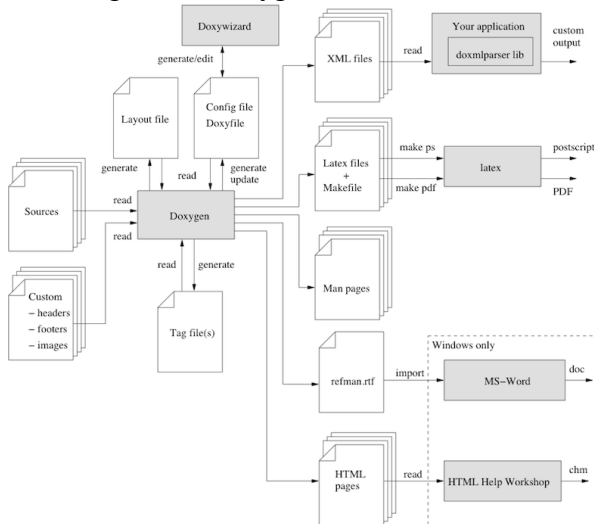 Doxywizard
generate/edit
XML files
read
Your application
doxmlparser lib
custom
output
Layout file
Config file
Doxyfile
generate
read
generate
update
Latex files
+
Makefile
make ps
make pdf
latex
postscript
PDF
Sources
read
read
Doxygen
Custom
– headers
– footers
– images
read
generate
Tag file(s)
Man pages
refman.rtf
import
Windows only
MS–Word
doc
HTML
pages
read
HTML Help Workshop
chm